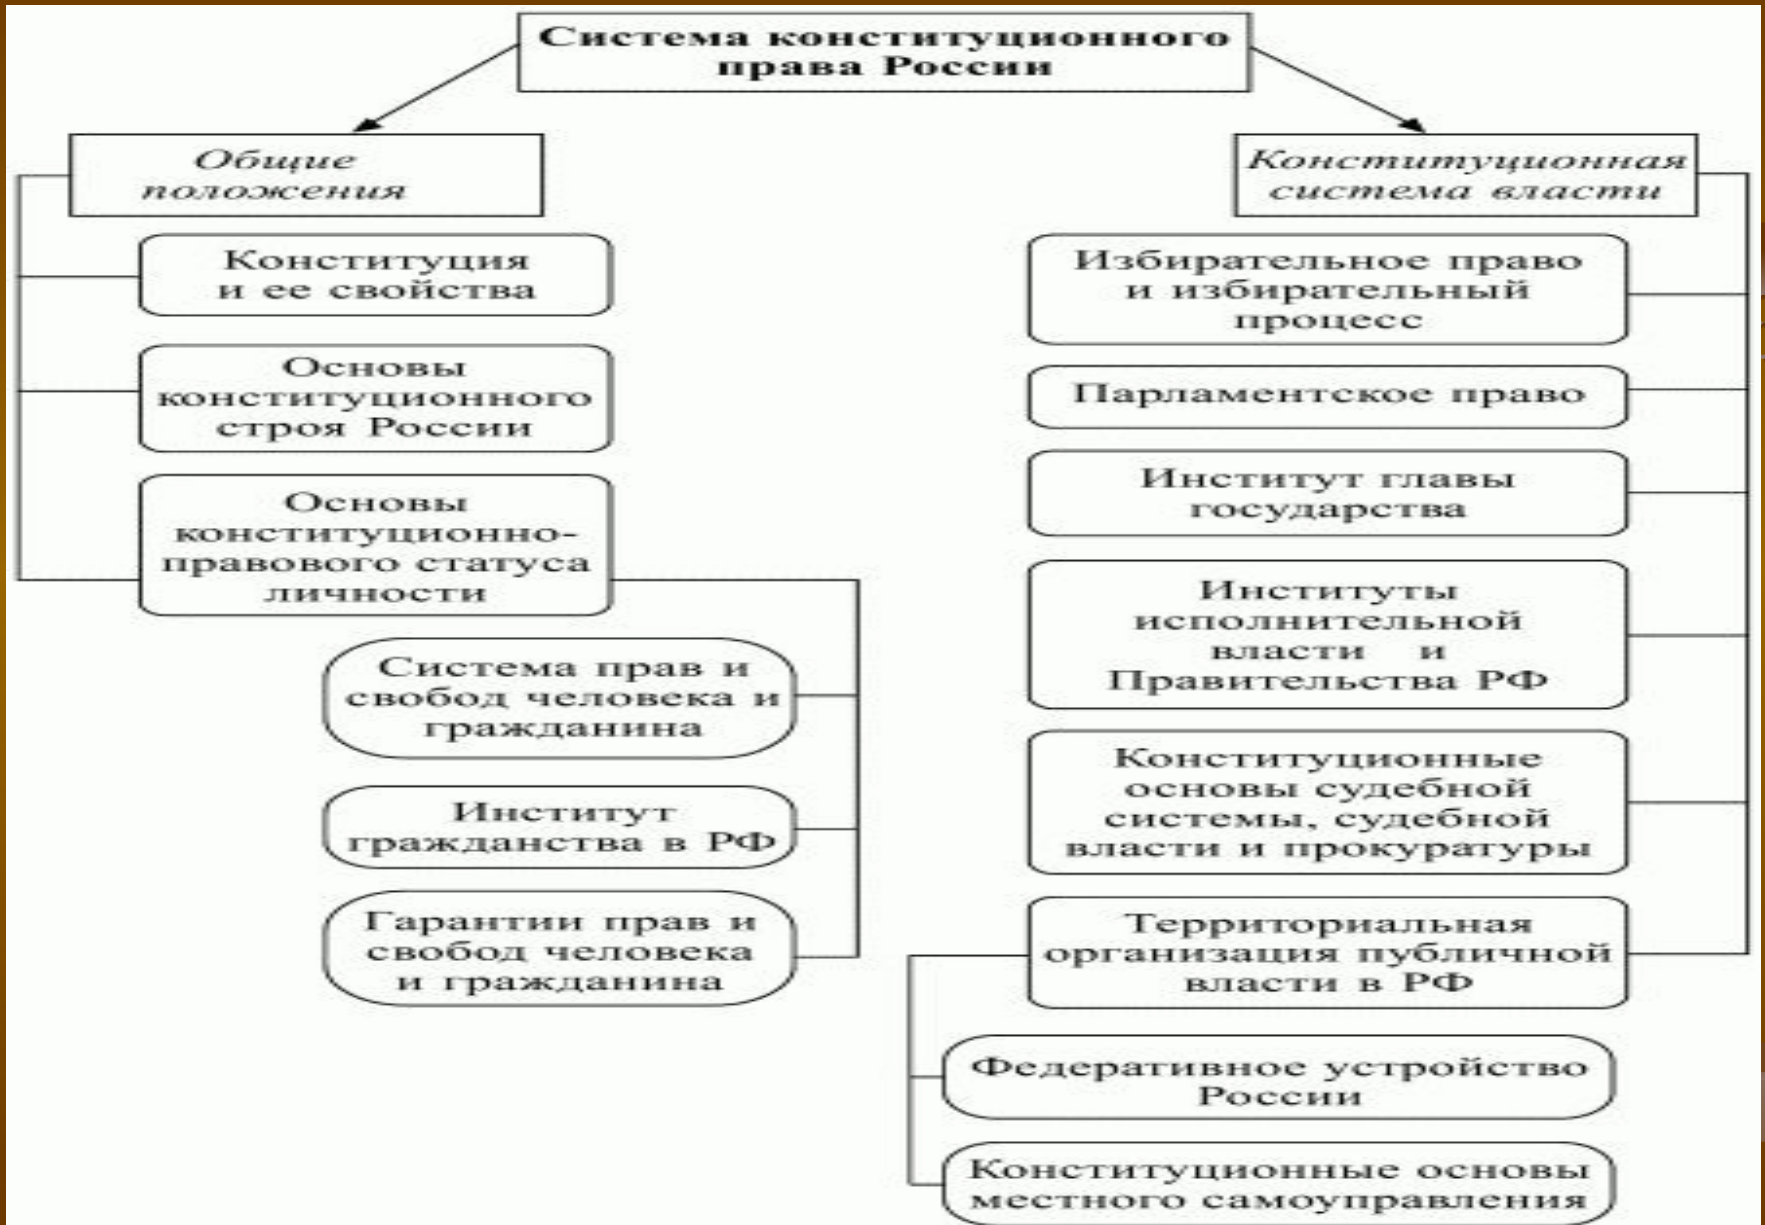 Система конституционного
права России
Общие
положения
Конституция
и ее свойства
Основы
конституционного
строя России
Основы
конституционно-
правового статуса
личности
Система прав и
свобод человека и
гражданина
Институт
гражданства в РФ
Гарантии прав и
свобод человека
и гражданина
Конституционная
система власти
Избирательное право
и избирательный
процесс
Парламентское право
Институт главы
государства
Институты
исполнительной
власти и
Правительства РФ
Конституционные
основы судебной
системы, судебной
власти и прокуратуры
Территориальная
организация публичной
власти в РФ
Федеративное устройство
России
Конституционные основы
местного самоуправления